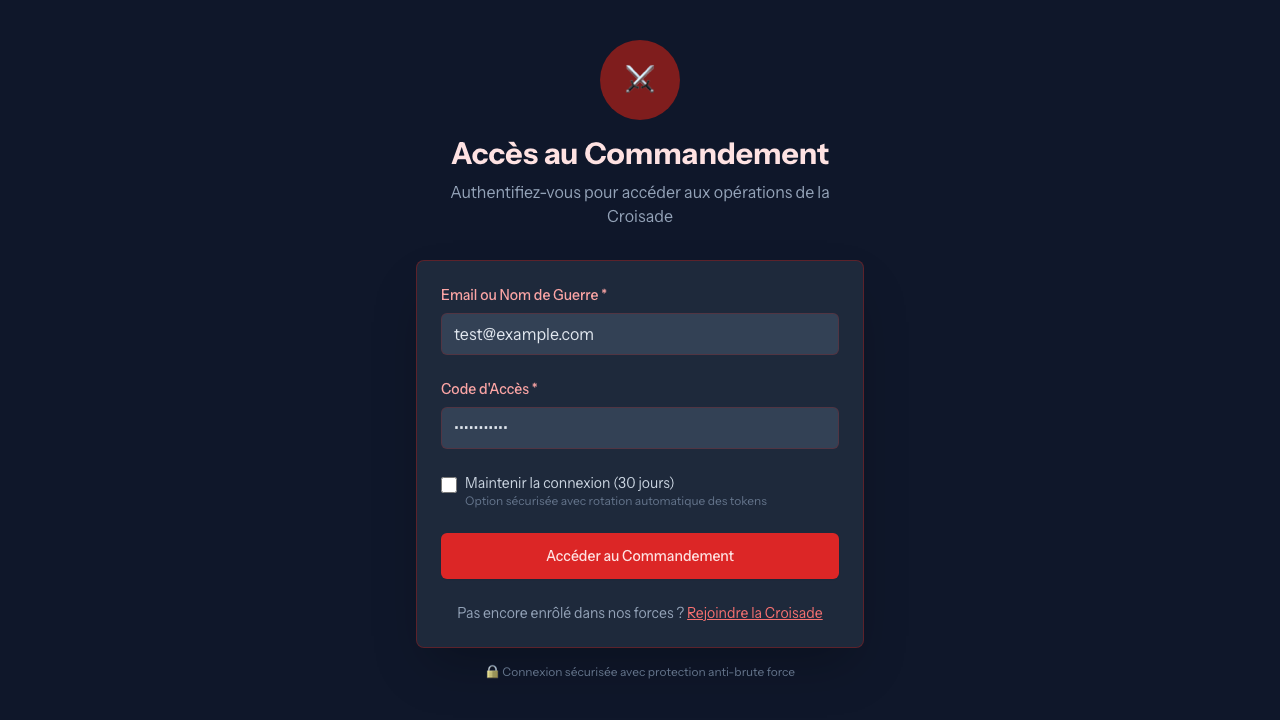 Accès au Commandement
Authentifiez-vous pour accéder aux opérations de la
Croisade
Email ou Nom de Guerre *
test@example.com
Code d'Accès *
•••••••••••
Maintenir la connexion (30 jours)
Option sécurisée avec rotation automatique des tokens
Accéder au Commandement
Pas encore enrôlé dans nos forces ? Rejoindre la Croisade
🔒 Connexion sécurisée avec protection anti-brute force